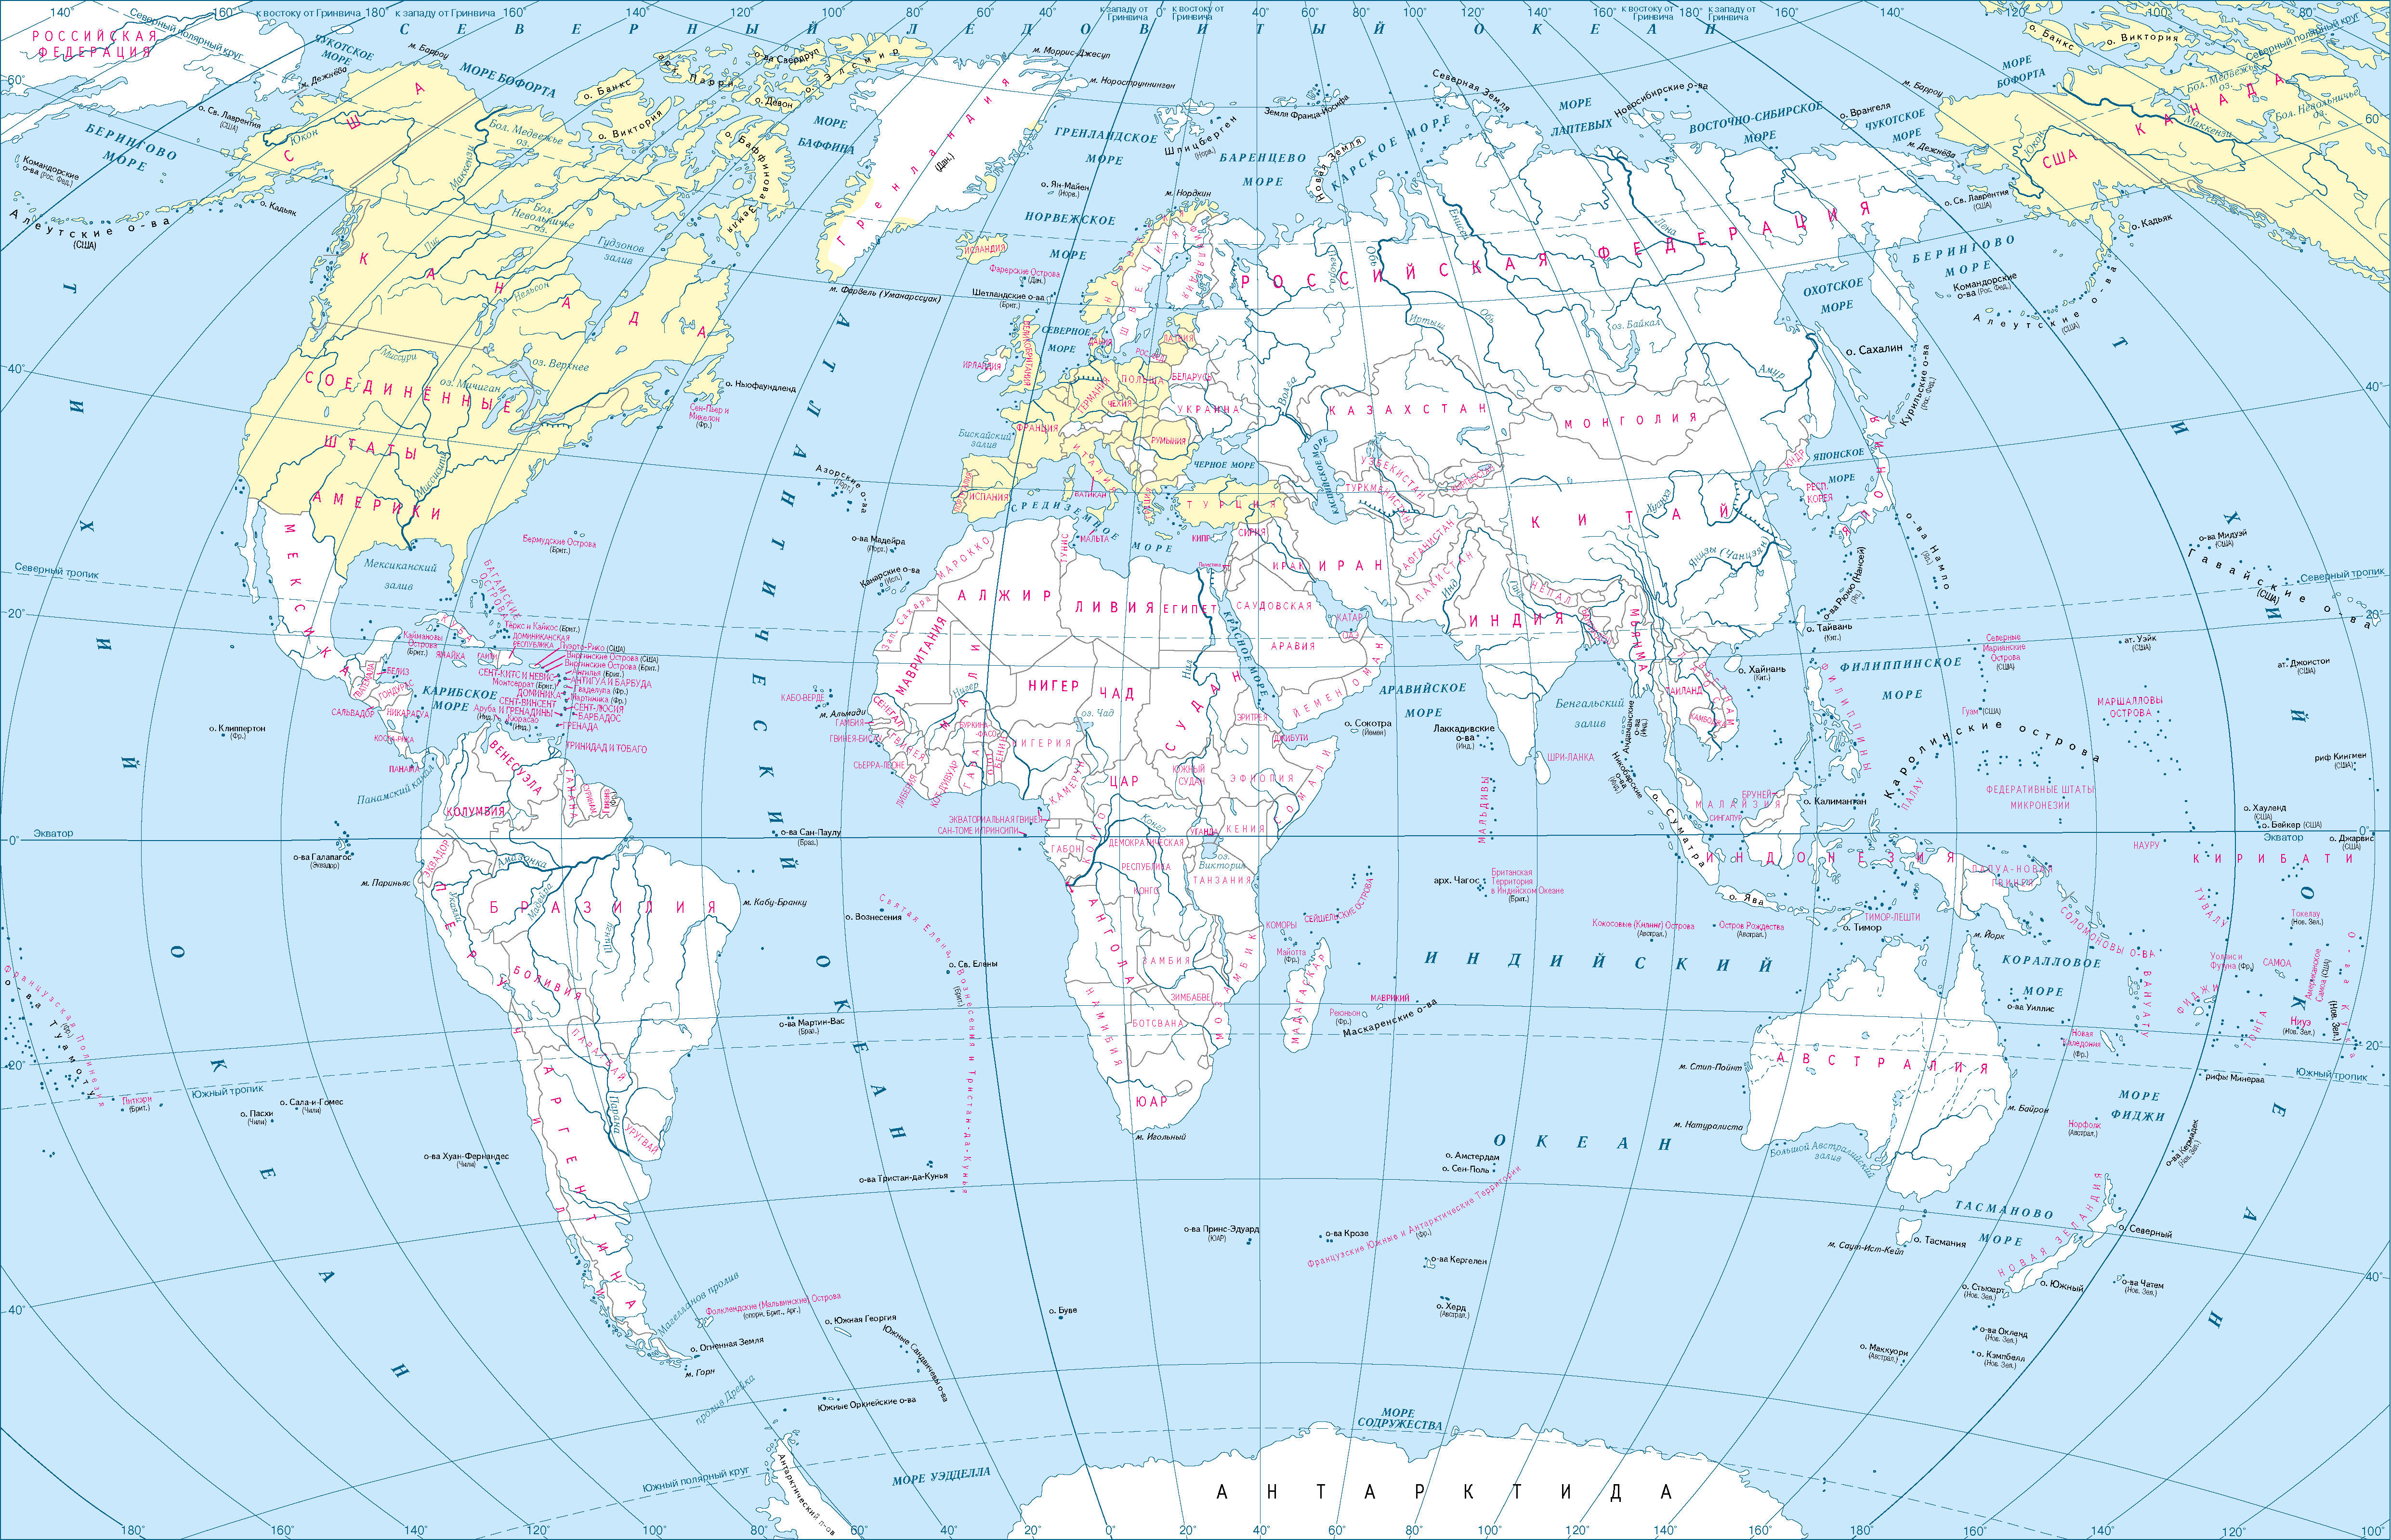 140° 160° к востоку от Гринвича 180° к западу от Гринвича 160° 140° 120° 100° 80° 60° 40° к западу от Гринвича 0° к востоку от Гринвича 40° 60° 80° 100° 120° 140° 160° к востоку от Гринвича 180° к западу от Гринвича 160° 140° 120° 100° 80°
СЕВЕРНЫЙ ЛЕДОВИТЫЙ ОКЕАН
РОССИЙСКАЯ
ФЕДЕРАЦИЯ
Северный полярный круг
ЧУКОТСКОЕ
МОРЕ
м. Барроу
м. Дежнёва
МОРЕ БОФОРТА
о. Банкс
о. Виктория
арх. Парри
о-ва Свердруп
о. Элсмир
о. Девон
о. Баффинова Земля
МОРЕ
БАФФИНА
м. Моррис-Джесуп
м. Нордоструннинген
Гренландия
(Дат.)
ГРЕНЛАНДСКОЕ
МОРЕ
Шпицберген
(Норв.)
Земля Франца-Иосифа
БАРЕНЦЕВО
МОРЕ
Новая Земля
КАРСКОЕ МОРЕ
Северная Земля
МОРЕ
ЛАПТЕВЫХ
Новосибирские о-ва
ВОСТОЧНО-СИБИРСКОЕ
МОРЕ
о. Врангеля
ЧУКОТСКОЕ
МОРЕ
м. Дежнёва
м. Барроу
МОРЕ
БОФОРТА
о. Банкс
о. Виктория
Северный полярный круг
Бол. Медвежье
оз.
КАНАДА
Бол. Невольничье
оз.
Маккензи
Юкон
США
о. Св. Лаврентия
(США)
о. Кадьяк
БЕРИНГОВО
МОРЕ
Командорские
о-ва (Рос. Фед.)
Алеутские о-ва
(США)
60°
о. Св. Лаврентия
(США)
БЕРИНГОВО
МОРЕ
Командорские
о-ва (Рос. Фед.)
Алеутские о-ва
(США)
о. Кадьяк
США
Юкон
Маккензи
Бол. Медвежье
оз.
Бол.
Невольничье
оз.
Гудзонов
залив
Нельсон
КАНАДА
оз. Верхнее
оз. Мичиган
Миссури
Миссисипи
СОЕДИНЁННЫЕ
ШТАТЫ
АМЕРИКИ
о. Ньюфаундленд
Сен-Пьер и
Микелон
(Фр.)
м. Фарвель (Уманарссуак)
о. Ян-Майен
(Норв.)
м. Нордкин
НОРВЕЖСКОЕ
МОРЕ
ИСЛАНДИЯ
Фарерские Острова
(Дан.)
Шетландские о-ва
(Брит.)
НОРВЕГИЯ
ШВЕЦИЯ
ФИНЛЯНДИЯ
СЕВЕРНОЕ
МОРЕ
ВЕЛИКОБРИТАНИЯ
ИРЛАНДИЯ
ДАНИЯ
ЛАТВИЯ
РОС. ФЕД.
ПОЛЬША
БЕЛАРУСЬ
ГЕРМАНИЯ
ЧЕХИЯ
УКРАИНА
ФРАНЦИЯ
РУМЫНИЯ
ИТАЛИЯ
ВАТИКАН
ИСПАНИЯ
ПОРТУГАЛИЯ
ГРЕЦИЯ
Бискайский
залив
СРЕДИЗЕМНОЕ
МОРЕ
ЧЕРНОЕ МОРЕ
ТУРЦИЯ
КИПР
МАЛЬТА
СИРИЯ
КАСПИЙСКОЕ МОРЕ
Волга
РОССИЙСКАЯ ФЕДЕРАЦИЯ
Печора
Обь
Енисей
Лена
Иртыш
Обь
оз. Байкал
Амур
ОХОТСКОЕ
МОРЕ
о. Сахалин
Курильские о-ва
(Рос. Фед.)
КАЗАХСТАН
МОНГОЛИЯ
УЗБЕКИСТАН
ТУРКМЕНИСТАН
КИРГИЗСТАН
АФГАНИСТАН
ПАКИСТАН
ИРАН
ИРАК
КИТАЙ
Хуанхэ
Янцзы (Чанцзян)
КНДР
РЕСП.
КОРЕЯ
ЯПОНСКОЕ
МОРЕ
ЯПОНИЯ
о-ва Нампо
(Яп.)
о-ва Рюкю (Нансей)
(Яп.)
о. Тайвань
(Кит.)
о. Хайнань
(Кит.)
НЕПАЛ
ИНДИЯ
Инд
Ганг
МЬЯНМА
ТАИЛАНД
ВЬЕТНАМ
КАМБОДЖА
ШРИ-ЛАНКА
МАЛЬДИВЫ
Лаккадивские
о-ва
(Инд.)
Андаманские
о-ва
(Инд.)
Никобарские
о-ва
(Инд.)
Бенгальский
залив
АРАВИЙСКОЕ
МОРЕ
САУДОВСКАЯ
АРАВИЯ
КАТАР
ОАЭ
ОМАН
ЙЕМЕН
о. Сокотра
(Йемен)
КРАСНОЕ МОРЕ
Северный тропик
20°
40°
Мексиканский
залив
МЕКСИКА
Бермудские Острова
(Брит.)
БАГАМСКИЕ
ОСТРОВА
КУБА
Тёркс и Кайкос (Брит.)
ДОМИНИКАНСКАЯ
РЕСПУБЛИКА
Пуэрто-Рико (США)
Виргинские Острова (США)
Виргинские Острова (Брит.)
Ангилья (Брит.)
АНТИГУА И БАРБУДА
Гваделупа (Фр.)
Мартиника (Фр.)
СЕНТ-ЛЮСИЯ
БАРБАДОС
ГРЕНАДА
ТРИНИДАД И ТОБАГО
СЕНТ-КИТС И НЕВИС
Монтсеррат (Брит.)
ДОМИНИКА
СЕНТ-ВИНСЕНТ
И ГРЕНАДИНЫ
Аруба
(Нид.)
Кюрасао
(Нид.)
Каймановы
Острова
(Брит.)
ЯМАЙКА
ГАИТИ
КАРИБСКОЕ
МОРЕ
БЕЛИЗ
ГВАТЕМАЛА
ГОНДУРАС
САЛЬВАДОР
НИКАРАГУА
КОСТА-РИКА
ПАНАМА
Панамский канал
о. Клиппертон
(Фр.)
ВЕНЕСУЭЛА
КОЛУМБИЯ
ГАЙАНА
СУРИНАМ
ЭКВАДОР
Амазонка
Мадейра
Укаяли
Шингу
ПЕРУ
БРАЗИЛИЯ
БОЛИВИЯ
ПАРАГВАЙ
Парана
УРУГВАЙ
ЧИЛИ
АРГЕНТИНА
о-ва Галапагос
(Эквадор)
м. Париньяс
м. Кабу-Бранку
Экватор
0°
о-ва Сан-Паулу
(Браз.)
о-ва Мартин-Вас
(Браз.)
АТЛАНТИЧЕСКИЙ ОКЕАН
ТИХИЙ ОКЕАН
Азорские о-ва
(Порт.)
о-ва Мадейра
(Порт.)
Канарские о-ва
(Исп.)
КАБО-ВЕРДЕ
м. Альмади
МАРОККО
Зап. Сахара
АЛЖИР
ТУНИС
ЛИВИЯ
ЕГИПЕТ
МАВРИТАНИЯ
МАЛИ
НИГЕР
ЧАД
СУДАН
ЭРИТРЕЯ
ДЖИБУТИ
СЕНЕГАЛ
ГАМБИЯ
ГВИНЕЯ-БИСАУ
ГВИНЕЯ
СЬЕРРА-ЛЕОНЕ
ЛИБЕРИЯ
КОТ-Д'ИВУАР
БУРКИНА
-ФАСО
ГАНА
ТОГО
БЕНИН
НИГЕРИЯ
Нигер
оз. Чад
Нил
КАМЕРУН
ЦАР
ЮЖНЫЙ
СУДАН
ЭФИОПИЯ
СОМАЛИ
ЭКВАТОРИАЛЬНАЯ ГВИНЕЯ
САН-ТОМЕ И ПРИНСИПИ
ГАБОН
КОНГО
Конго
ДЕМОКРАТИЧЕСКАЯ
РЕСПУБЛИКА
КОНГО
УГАНДА
КЕНИЯ
оз.
Виктория
ТАНЗАНИЯ
АНГОЛА
ЗАМБИЯ
ЗИМБАБВЕ
МОЗАМБИК
НАМИБИЯ
БОТСВАНА
ЮАР
м. Игольный
МАДАГАСКАР
КОМОРЫ
Майотта
(Фр.)
СЕЙШЕЛЬСКИЕ ОСТРОВА
МАВРИКИЙ
Реюньон
(Фр.)
Маскаренские о-ва
арх. Чагос
Британская
Территория
в Индийском Океане
(Брит.)
ИНДИЙСКИЙ
ОКЕАН
Кокосовые (Килинг) Острова
(Австрал.)
Остров Рождества
(Австрал.)
ФИЛИППИНЫ
ФИЛИППИНСКОЕ
МОРЕ
БРУНЕЙ
МАЛАЙЗИЯ
СИНГАПУР
о. Калимантан
о. Суматра
ИНДОНЕЗИЯ
о. Ява
ТИМОР-ЛЕШТИ
о. Тимор
ПАПУА-НОВАЯ
ГВИНЕЯ
ПАЛАУ
Каролинские острова
ФЕДЕРАТИВНЫЕ ШТАТЫ
МИКРОНЕЗИИ
Северные
Марианские
Острова
(США)
Гуам (США)
МАРШАЛЛОВЫ
ОСТРОВА
ат. Уэйк
(США)
ат. Джонстон
(США)
о-ва Мидуэй
(США)
Гавайские о-ва
(США)
риф Кингмен
(США)
о. Хауленд
(США)
о. Бейкер (США)
о. Джарвис
(США)
Экватор
НАУРУ
КИРИБАТИ
ТУВАЛУ
Токелау
(Нов. Зел.)
СОЛОМОНОВЫ О-ВА
ВАНУАТУ
Уоллис и
Футуна (Фр.)
САМОА
Американское
Самоа (США)
ФИДЖИ
ТОНГА
Ниуэ
(Нов. Зел.)
О-ва Кука
(Нов. Зел.)
КОРАЛЛОВОЕ
МОРЕ
о-ва Уиллис
Новая
Каледония
(Фр.)
м. Йорк
АВСТРАЛИЯ
м. Стип-Пойнт
м. Натуралиста
м. Байрон
Большой Австралийский
залив
рифы Минерва
Южный тропик
МОРЕ
ФИДЖИ
Норфолк
(Австрал.)
о-ва Кермадек
(Нов. Зел.)
ТАСМАНОВО
МОРЕ
о. Тасмания
м. Саут-Ист-Кейп
НОВАЯ ЗЕЛАНДИЯ
о. Северный
о. Южный
о. Стьюарт
(Нов. Зел.)
о-ва Чатем
(Нов. Зел.)
о-ва Окленд
(Нов. Зел.)
о. Кэмпбелл
(Нов. Зел.)
о. Маккуори
(Австрал.)
Французская Полинезия
(Фр.)
о-ва Туамоту
Питкэрн
(Брит.)
Южный тропик
о. Пасхи
(Чили)
о. Сала-и-Гомес
(Чили)
о-ва Хуан-Фернандес
(Чили)
о. Вознесения
Святая Елена, Вознесения и Тристан-да-Кунья
(Брит.)
о. Св. Елены
о-ва Тристан-да-Кунья
о-ва Принс-Эдуард
(ЮАР)
о-ва Крозе
о. Амстердам
о. Сен-Поль
Французские Южные и Антарктические Территории
(Фр.)
о-ва Кергелен
о. Херд
(Австрал.)
о. Буве
Магелланов пролив
Фолклендские (Мальвинские) Острова
(оспорн. Брит., Арг.)
о. Огненная Земля
м. Горн
о. Южная Георгия
Южные Сандвичевы о-ва
пролив Дрейка
Южные Оркнейские о-ва
Южный полярный круг
Антарктический п-ов
МОРЕ УЭДДЕЛЛА
МОРЕ
СОДРУЖЕСТВА
АНТАРКТИДА
180° 160° 140° 120° 100° 80° 60° 40° 20° 0° 20° 40° 60° 80° 100° 120° 140° 160° 180° 160° 140° 120° 100°